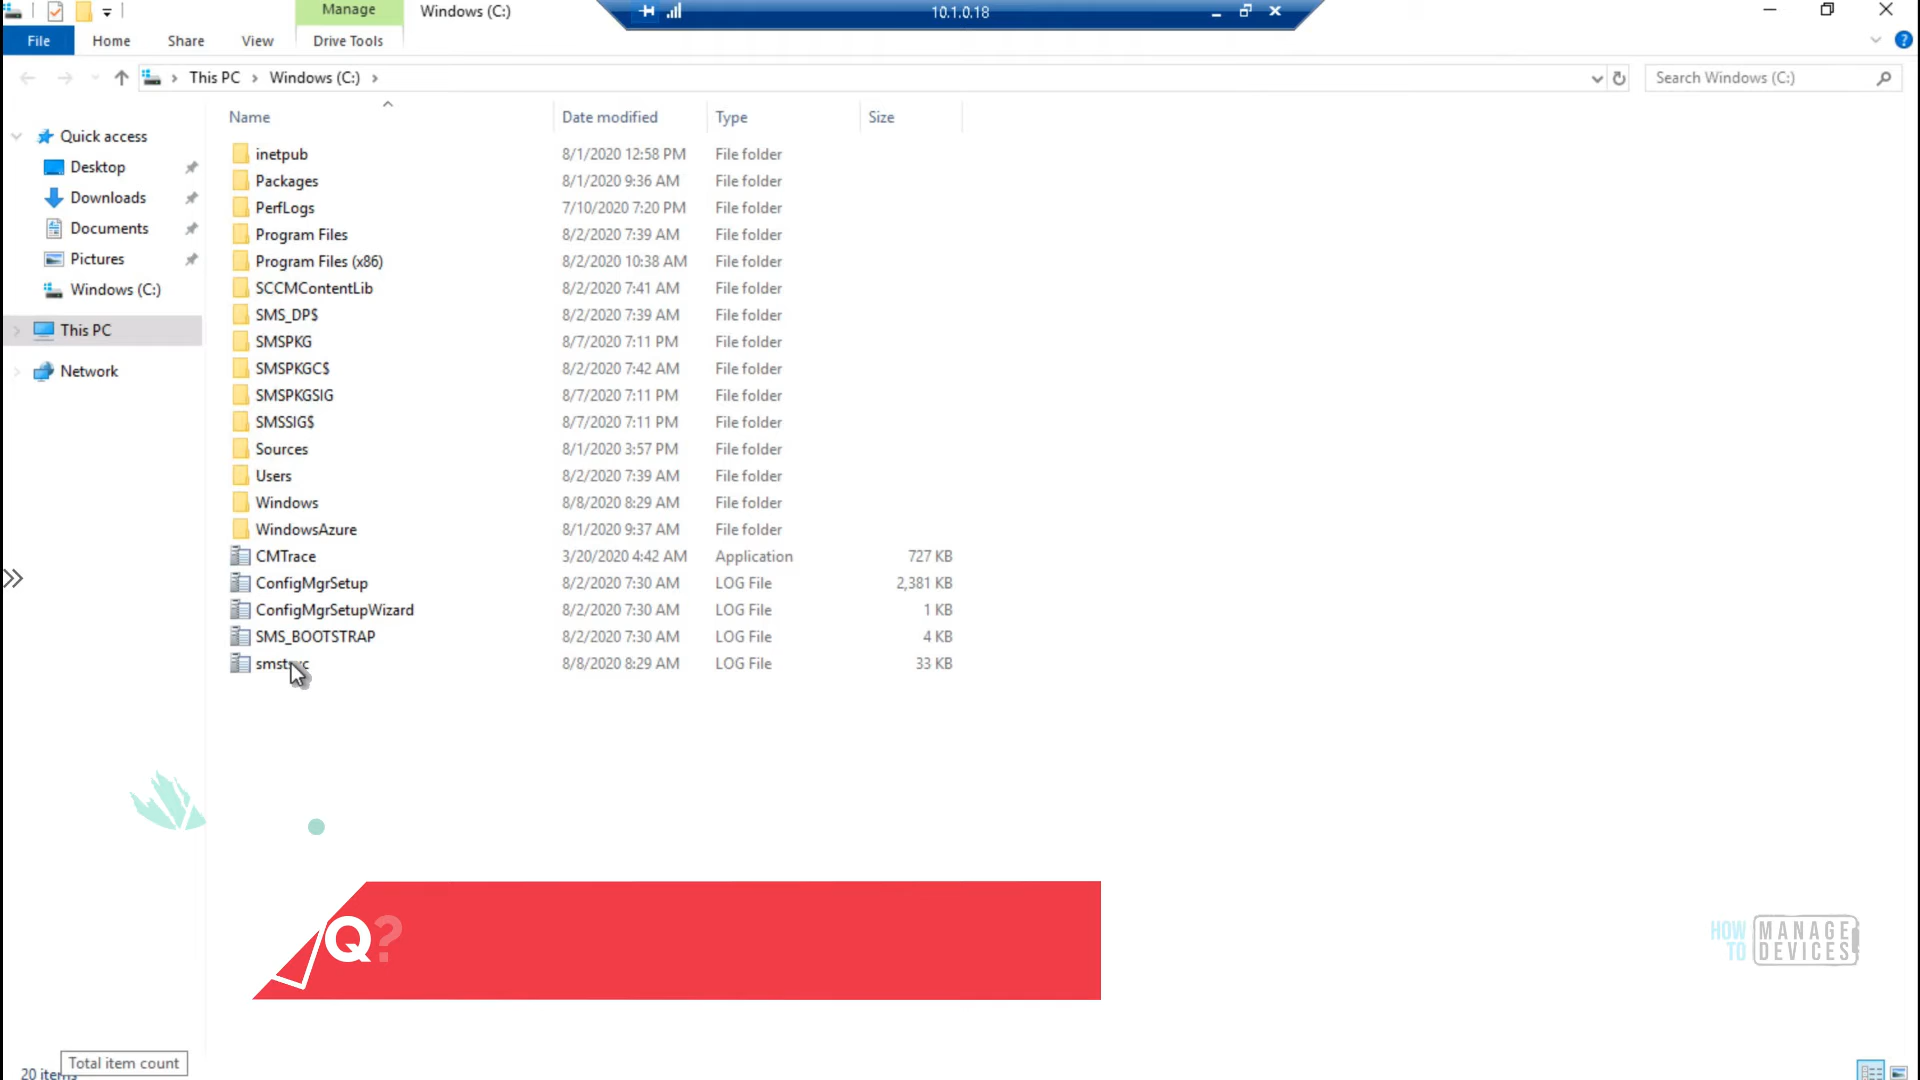 Manage
Windows (C:)
10.1.0.18
File
Home
Share
View
Drive Tools
This PC
Windows (C:)
Search Windows (C:)
Name
Date modified
Type
Size
Quick access
Desktop
Downloads
Documents
Pictures
Windows (C:)
This PC
Network
inetpub 8/1/2020 12:58 PM File folder
Packages 8/1/2020 9:36 AM File folder
PerfLogs 7/10/2020 7:20 PM File folder
Program Files 8/2/2020 7:39 AM File folder
Program Files (x86) 8/2/2020 10:38 AM File folder
SCCMContentLib 8/2/2020 7:41 AM File folder
SMS_DP$ 8/2/2020 7:39 AM File folder
SMSPKG 8/7/2020 7:11 PM File folder
SMSPKGC$ 8/2/2020 7:42 AM File folder
SMSPKGSIG 8/7/2020 7:11 PM File folder
SMSSIG$ 8/7/2020 7:11 PM File folder
Sources 8/1/2020 3:57 PM File folder
Users 8/2/2020 7:39 AM File folder
Windows 8/8/2020 8:29 AM File folder
WindowsAzure 8/1/2020 9:37 AM File folder
CMTrace 3/20/2020 4:42 AM Application 727 KB
ConfigMgrSetup 8/2/2020 7:30 AM LOG File 2,381 KB
ConfigMgrSetupWizard 8/2/2020 7:30 AM LOG File 1 KB
SMS_BOOTSTRAP 8/2/2020 7:30 AM LOG File 4 KB
8/8/2020 8:29 AM LOG File 33 KB
Q?
HOW TO MANAGE DEVICES
Total item count
20